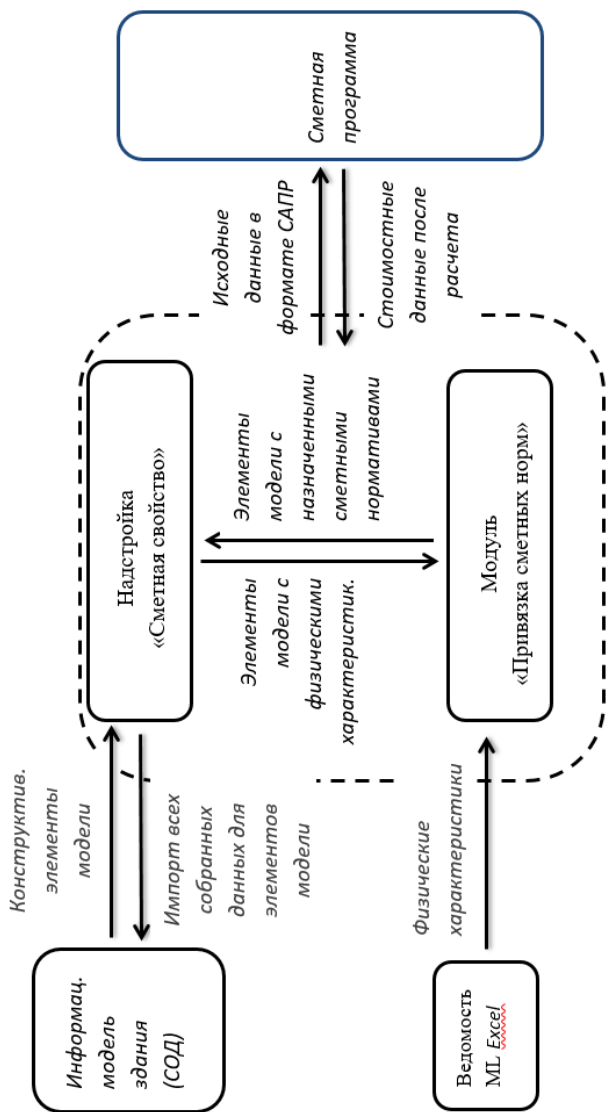 Информац.
модель
здания
(СОД)
Конструктив.
элементы
модели
Импорт всех
собранных
данных для
элементов
модели
Надстройка
«Сметная свойство»
Элементы
модели с
физическими
характеристик.
Элементы
модели с
назначенными
сметными
нормативами
Исходные
данные в
формате САПР
Стоимостные
данные после
расчета
Сметная
программа
Ведомость
ML Excel
Физические
характеристики
Модуль
«Привязка сметных норм»